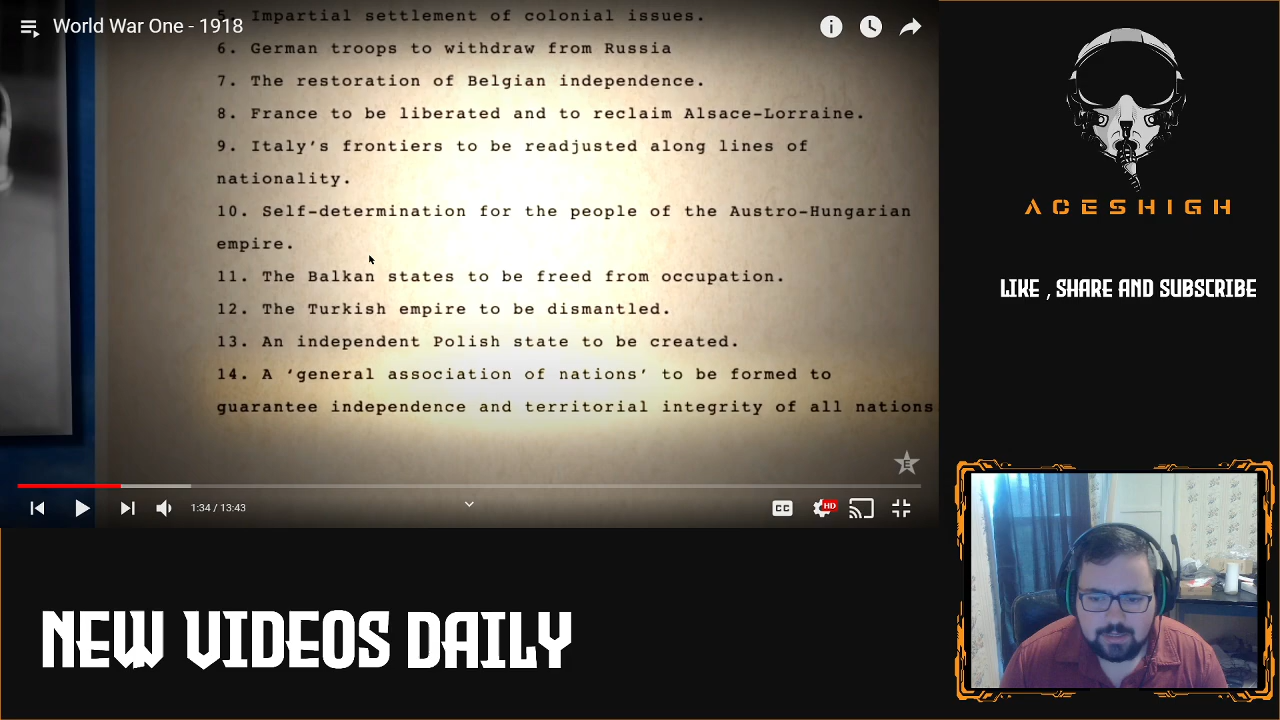 5. Impartial settlement of colonial issues.
World War One - 1918
6. German troops to withdraw from Russia
7. The restoration of Belgian independence.
8. France to be liberated and to reclaim Alsace-Lorraine.
9. Italy’s frontiers to be readjusted along lines of
nationality.
10. Self-determination for the people of the Austro-Hungarian
empire.
11. The Balkan states to be freed from occupation.
12. The Turkish empire to be dismantled.
13. An independent Polish state to be created.
14. A ‘general association of nations’ to be formed to
guarantee independence and territorial integrity of all nations
E
1:34 / 13:43
CC
HD
ACESHIGH
LIKE , SHARE AND SUBSCRIBE
NEW VIDEOS DAILY